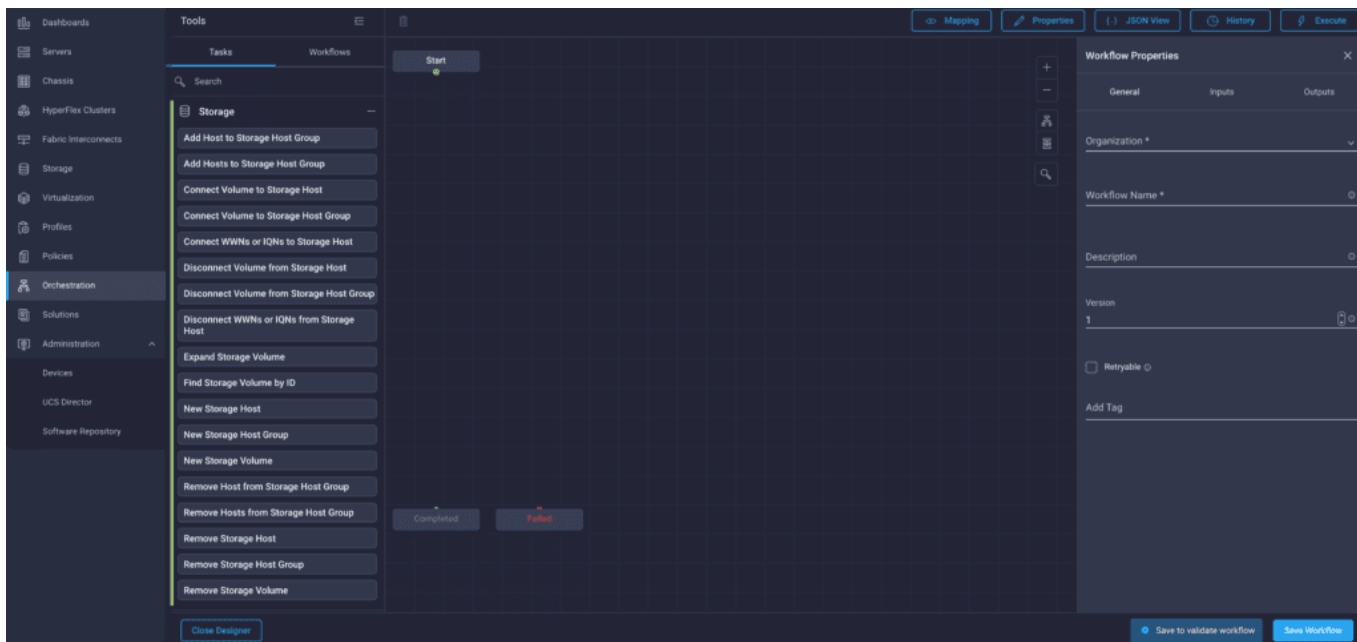 Dashboards
Servers
Chassis
HyperFlex Clusters
Fabric Interconnects
Storage
Virtualization
Profiles
Policies
Orchestration
Solutions
Administration
Devices
UCS Director
Software Repository
Tools
Tasks
Workflows
Search
Storage
Add Host to Storage Host Group
Add Hosts to Storage Host Group
Connect Volume to Storage Host
Connect Volume to Storage Host Group
Connect WWNs or IQNs to Storage Host
Disconnect Volume from Storage Host
Disconnect Volume from Storage Host Group
Disconnect WWNs or IQNs from Storage
Host
Expand Storage Volume
Find Storage Volume by ID
New Storage Host
New Storage Host Group
New Storage Volume
Remove Host from Storage Host Group
Remove Hosts from Storage Host Group
Remove Storage Host
Remove Storage Host Group
Remove Storage Volume
Close Designer
Start
Completed
Failed
Mapping
Properties
{..} JSON View
History
Execute
Workflow Properties
General
Inputs
Outputs
Organization *
Workflow Name *
Description
Version
1
Retryable
Add Tag
Save to validate workflow
Save Workflow